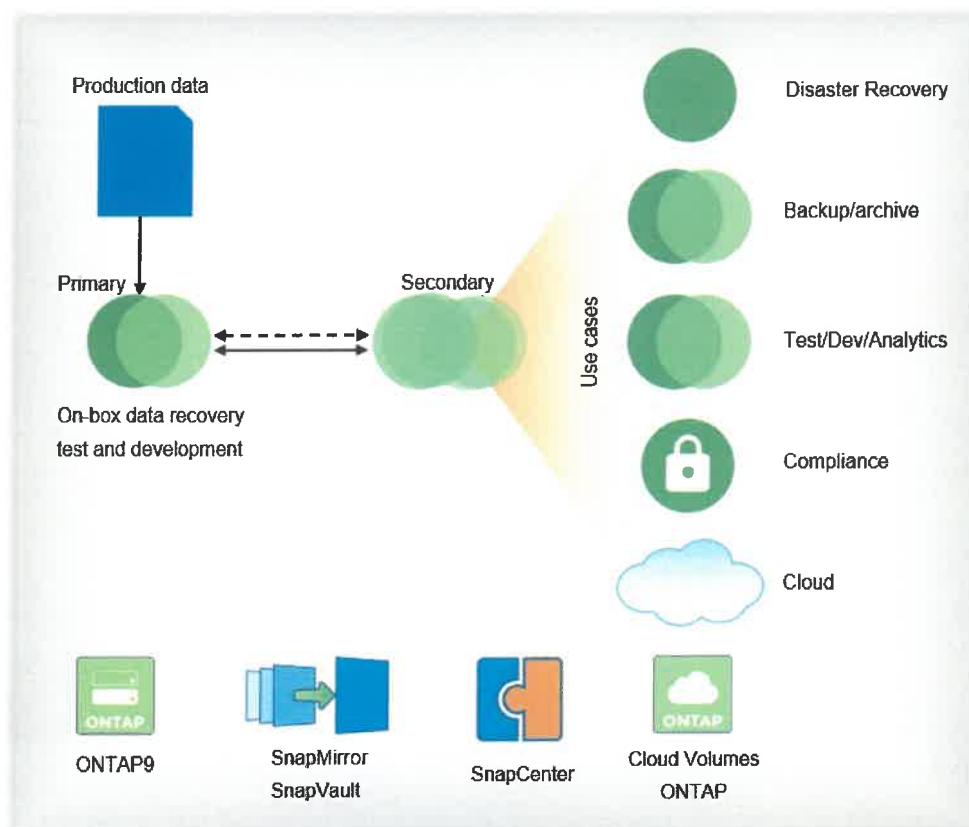 Production data
Primary
On-box data recovery
test and development
Secondary
Use cases
Disaster Recovery
Backup/archive
Test/Dev/Analytics
Compliance
Cloud
ONTAP
ONTAP9
SnapMirror
SnapVault
SnapCenter
ONTAP
Cloud Volumes
ONTAP